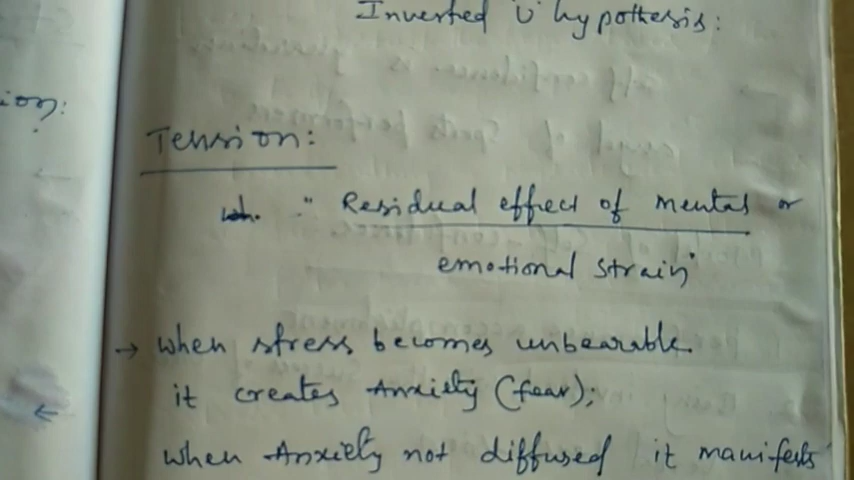 Inverted 'U' hypothesis:
ion:
Tension:
" Residual effect of mental or
emotional strain"
→ when stress becomes unbearable.
it creates Anxiety (fear);
←
when Anxiety not diffused it manifests